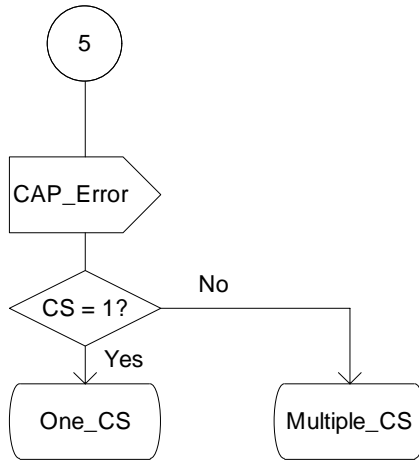 5
CAP_Error
CS = 1?
No
Yes
One_CS
Multiple_CS